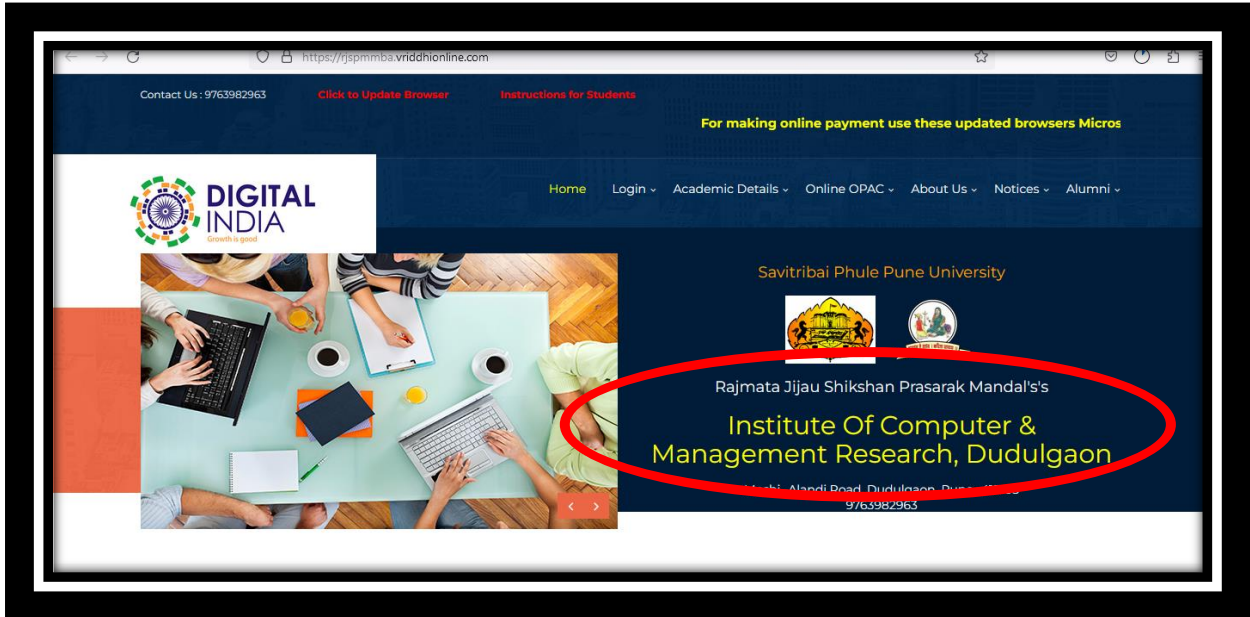 https://rjspmmba.vriddhionline.com
Contact Us : 9763982963 Click to Update Browser Instructions for Students
For making online payment use these updated browsers Micros
DIGITAL
INDIA
Growth is good
Home Login Academic Details Online OPAC About Us Notices Alumni
Savitribai Phule Pune University
Rajmata Jijau Shikshan Prasarak Mandal's's
Institute Of Computer &
Management Research, Dudulgaon
Alandi Road, Dudulgaon, Pune
9763982963